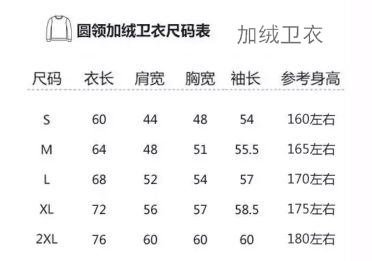 圆领加绒卫衣尺码表 加绒卫衣
尺码 衣长 肩宽 胸宽 袖长 参考身高
S 60 44 48 54 160左右
M 64 48 51 55.5 165左右
L 68 52 54 57 170左右
XL 72 56 57 58.5 175左右
2XL 76 60 60 60 180左右